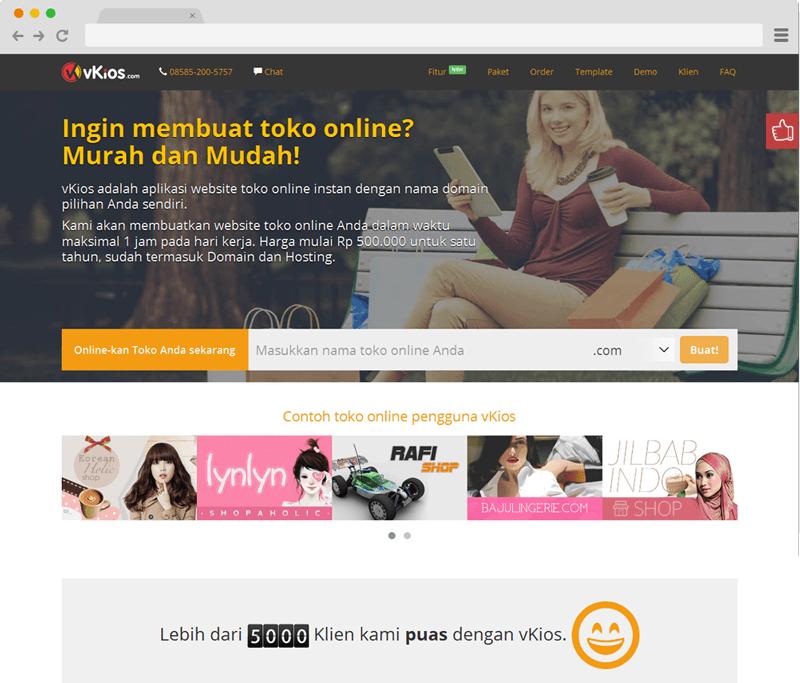 vKios.com
08585-200-5757
Chat
Fitur NEW
Paket
Order
Template
Demo
Klien
FAQ
Ingin membuat toko online?
Murah dan Mudah!
vKios adalah aplikasi website toko online instan dengan nama domain
pilihan Anda sendiri.
Kami akan membuatkan website toko online Anda dalam waktu
maksimal 1 jam pada hari kerja. Harga mulai Rp 500.000 untuk satu
tahun, sudah termasuk Domain dan Hosting.
Online-kan Toko Anda sekarang
Masukkan nama toko online Anda
.com
Buat!
Contoh toko online pengguna vKios
Korean
Holic
shop
lynlyn
SHOPAHOLIC
RAFI
SHOP
BAJULINGERIE.COM
JILBAB
INDO
SHOP
Lebih dari 5000 Klien kami puas dengan vKios.